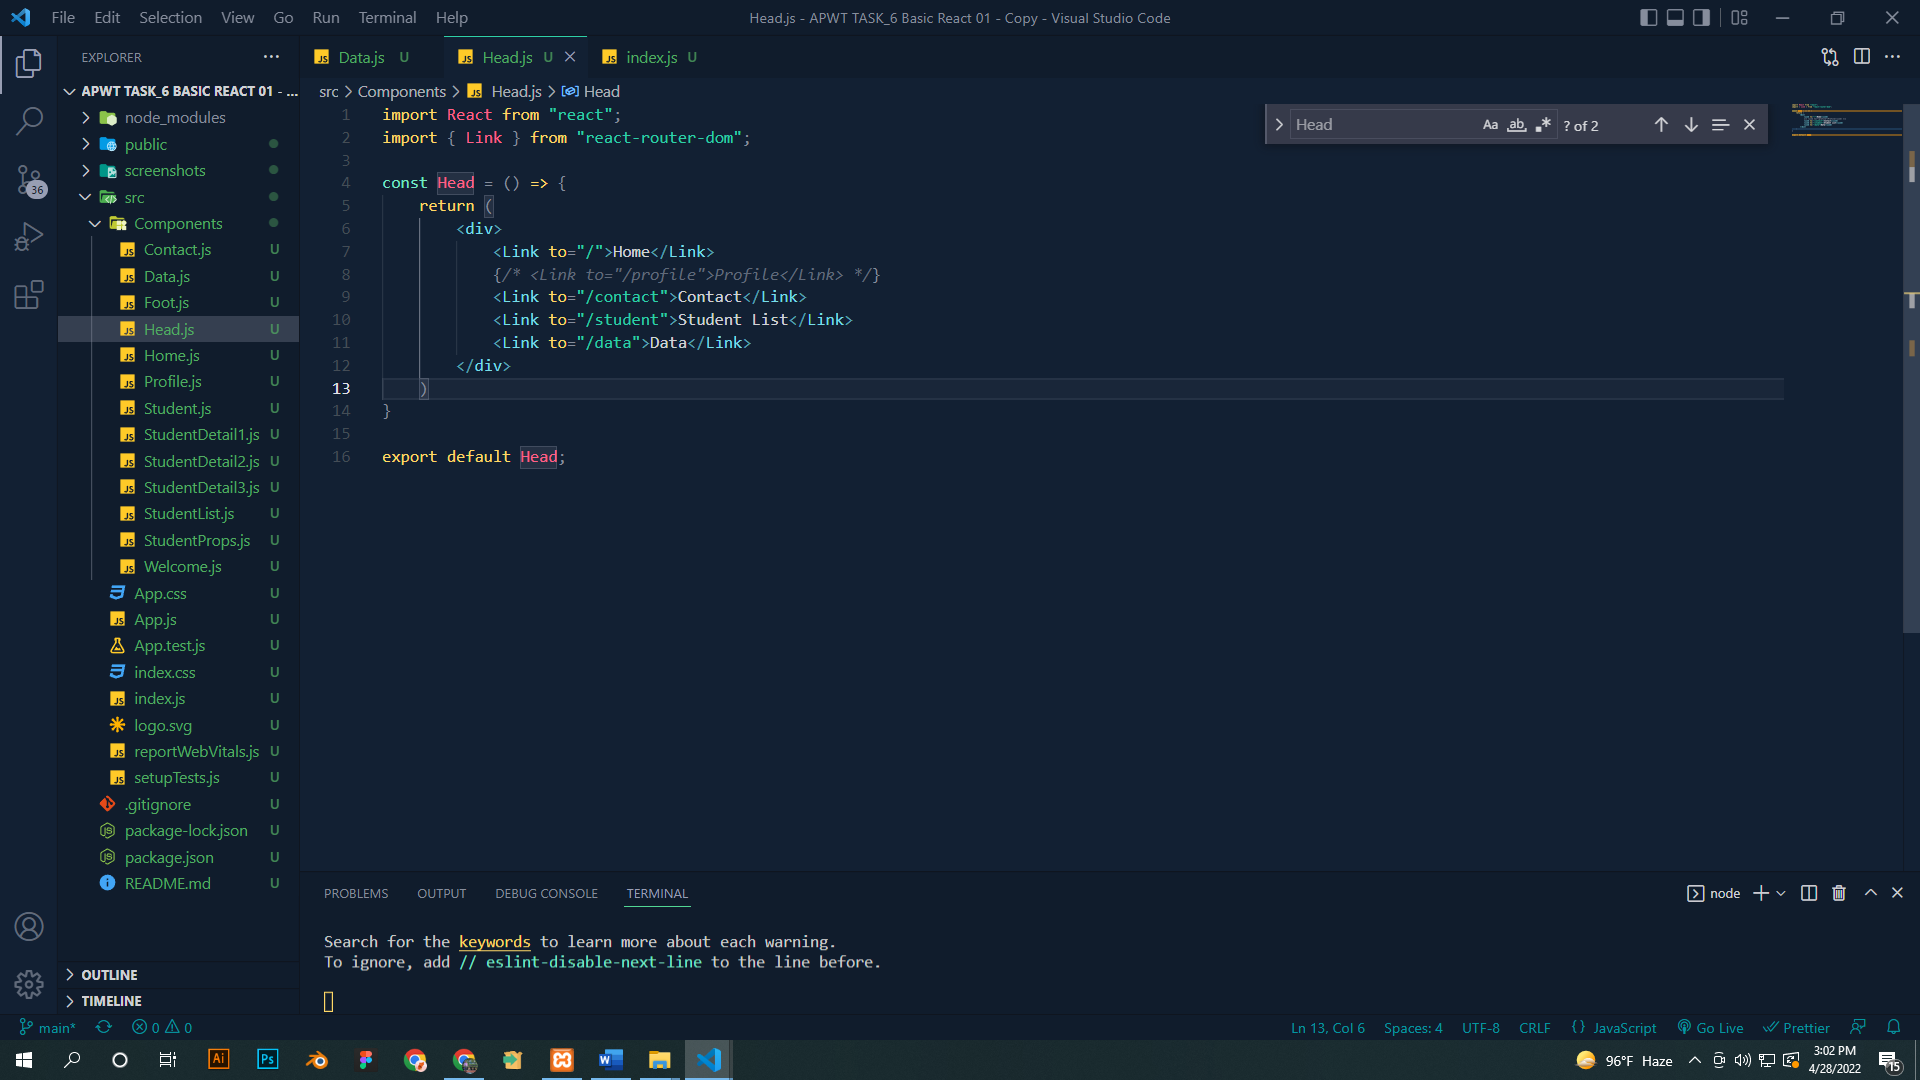 File Edit Selection View Go Run Terminal Help
Head.js - APWT TASK_6 Basic React 01 - Copy - Visual Studio Code
EXPLORER
Data.js U
Head.js U
index.js U
APWT TASK_6 BASIC REACT 01 - ...
src > Components > JS Head.js > Head
node_modules
public
screenshots
src
Components
Contact.js U
Data.js U
Foot.js U
Head.js U
Home.js U
Profile.js U
Student.js U
StudentDetail1.js U
StudentDetail2.js U
StudentDetail3.js U
StudentList.js U
StudentProps.js U
Welcome.js U
App.css U
App.js U
App.test.js U
index.css U
index.js U
logo.svg U
reportWebVitals.js U
setupTests.js U
.gitignore U
package-lock.json U
package.json U
README.md U
OUTLINE
TIMELINE
36
Head Aa ab ? of 2
1 import React from "react";
2 import { Link } from "react-router-dom";
3
4 const Head = () => {
5 return (
6 <div>
7 <Link to="/">Home</Link>
8 {/* <Link to="/profile">Profile</Link> */}
9 <Link to="/contact">Contact</Link>
10 <Link to="/student">Student List</Link>
11 <Link to="/data">Data</Link>
12 </div>
13 )
14 }
15
16 export default Head;
PROBLEMS OUTPUT DEBUG CONSOLE TERMINAL
node
Search for the keywords to learn more about each warning.
To ignore, add // eslint-disable-next-line to the line before.
main* 0 0
Ln 13, Col 6 Spaces: 4 UTF-8 CRLF {} JavaScript Go Live Prettier
Ai Ps
96°F Haze
3:02 PM
4/28/2022
15